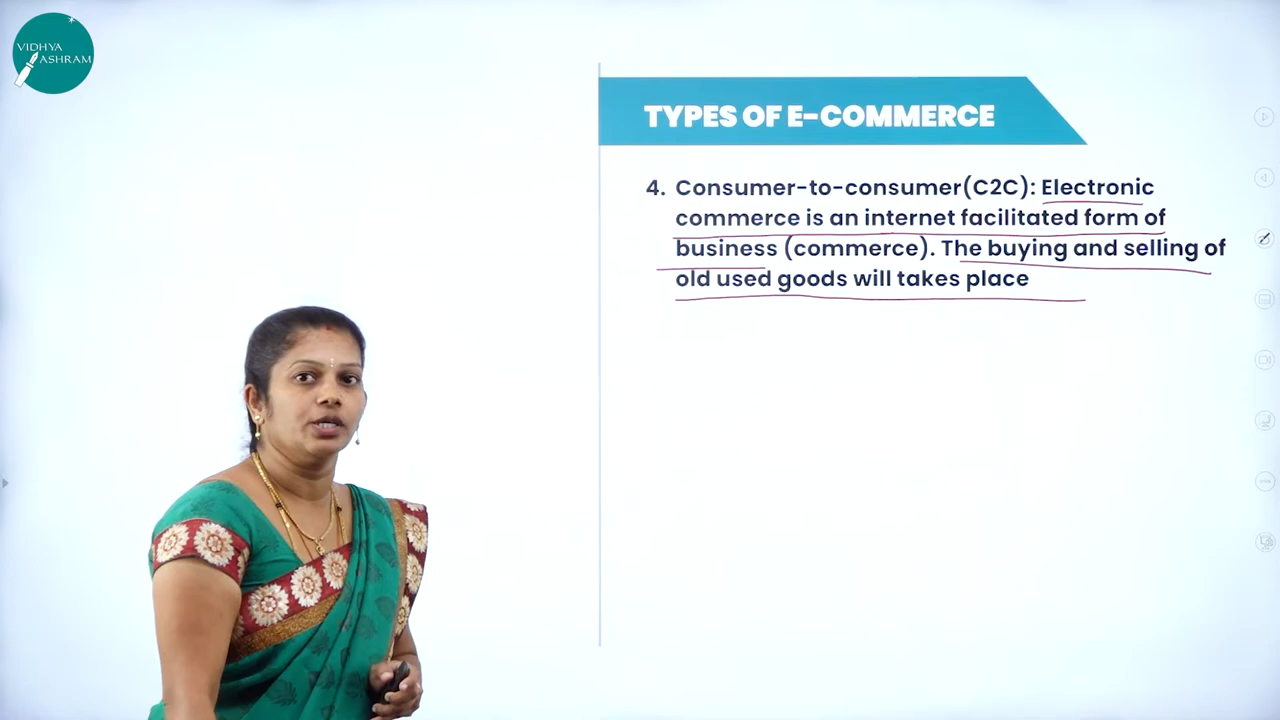 VIDHYA
ASHRAM
TYPES OF E-COMMERCE
4. Consumer-to-consumer(C2C): Electronic
commerce is an internet facilitated form of
business (commerce). The buying and selling of
old used goods will takes place